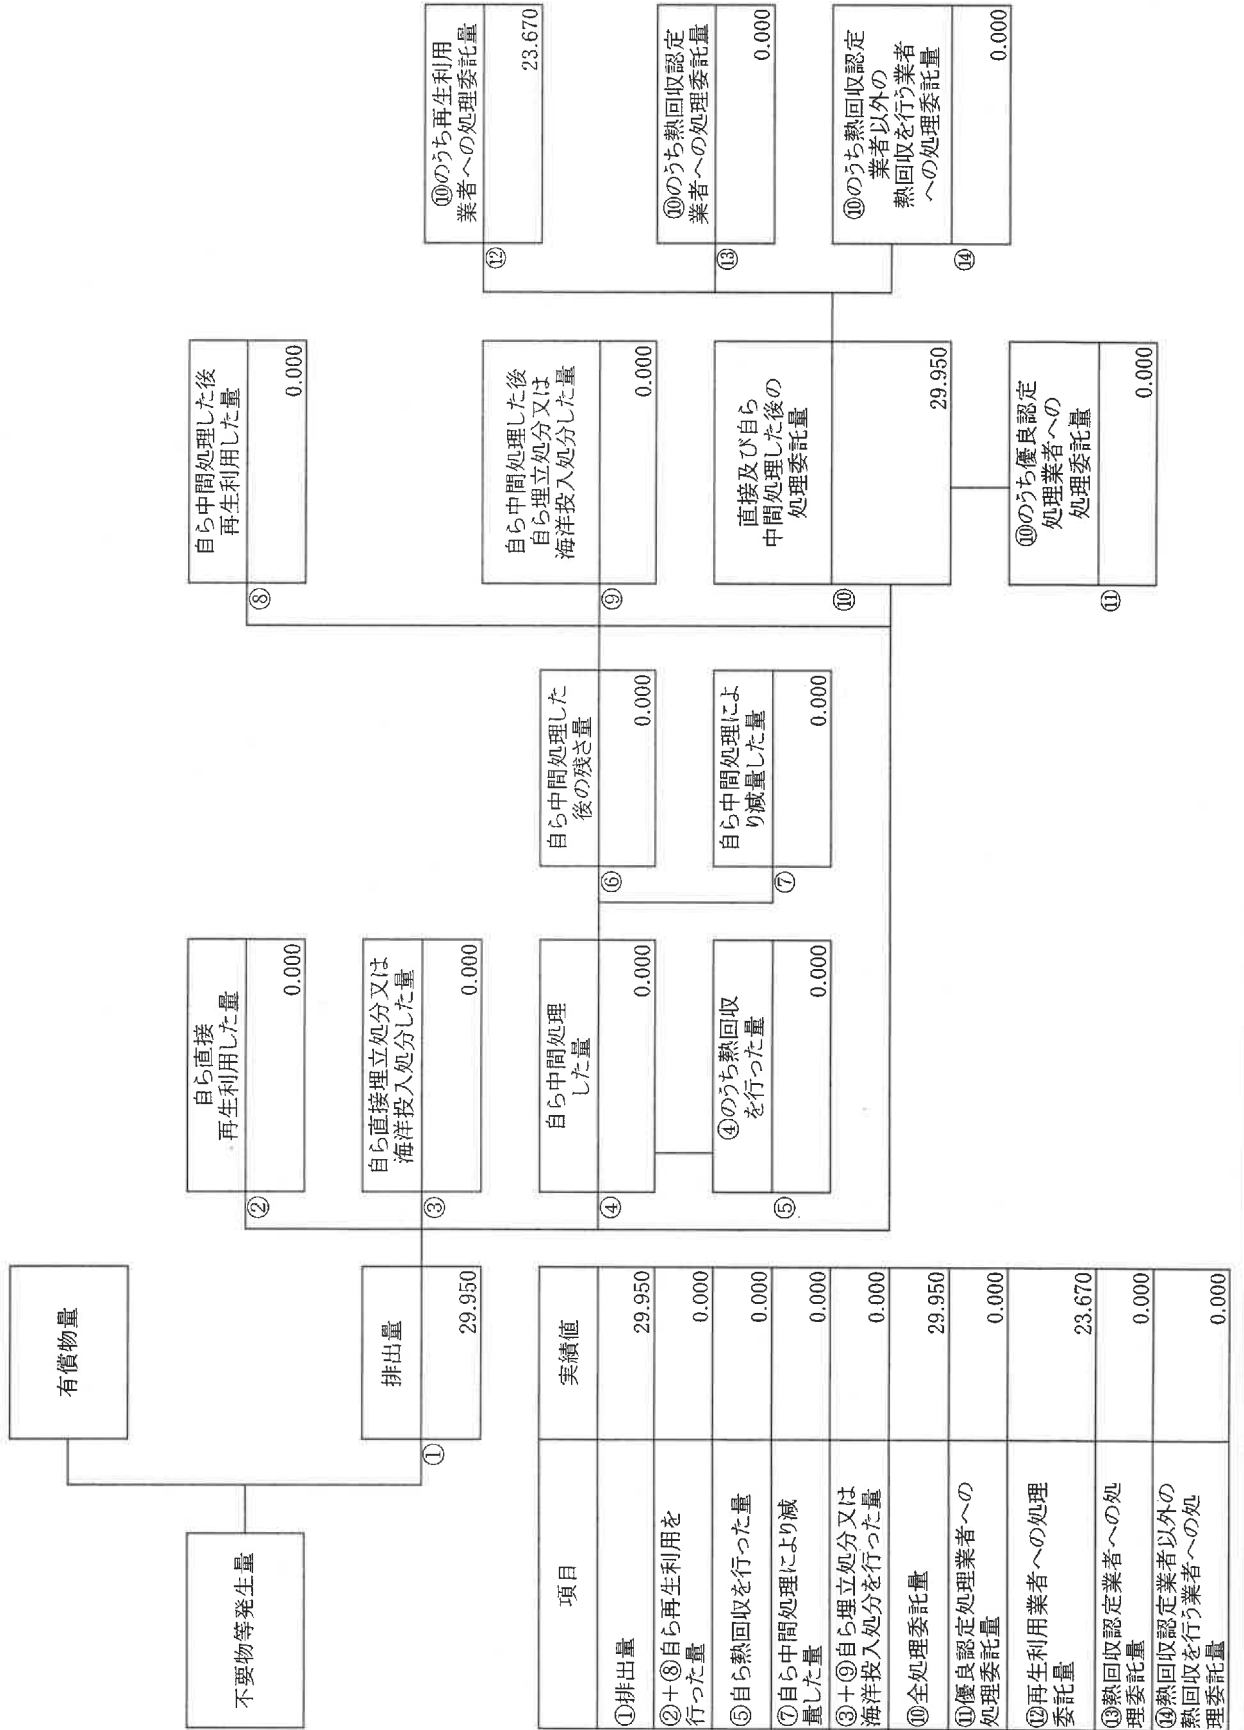 不要物等発生量
有償物量
①
排出量
29.950
②
自ら直接
再生利用した量
0.000
③
自ら直接埋立処分又は
海洋投入処分した量
0.000
④
自ら中間処理
した量
0.000
⑤
④のうち熱回収
を行った量
0.000
⑥
自ら中間処理した
後の残さ量
0.000
⑦
自ら中間処理によ
り減量した量
0.000
⑧
自ら中間処理した後
再生利用した量
0.000
⑨
自ら中間処理した後
自ら埋立処分又は
海洋投入処分した量
0.000
⑩
直接及び自ら
中間処理した後の
処理委託量
29.950
⑪
⑩のうち優良認定
処理業者への
処理委託量
0.000
⑫
⑩のうち再生利用
業者への処理委託量
23.670
⑬
⑩のうち熱回収認定
業者への処理委託量
0.000
⑭
⑩のうち熱回収認定
業者以外の
熱回収を行う業者
への処理委託量
0.000
項目
実績値
①排出量
29.950
②+⑧自ら再生利用を
行った量
0.000
⑤自ら熱回収を行った量
0.000
⑦自ら中間処理により減
量した量
0.000
③+⑨自ら埋立処分又は
海洋投入処分を行った量
0.000
⑩全処理委託量
29.950
⑪優良認定処理業者への
処理委託量
0.000
⑫再生利用業者への処理
委託量
23.670
⑬熱回収認定業者への処
理委託量
0.000
⑭熱回収認定業者以外の
熱回収を行う業者への処
理委託量
0.000